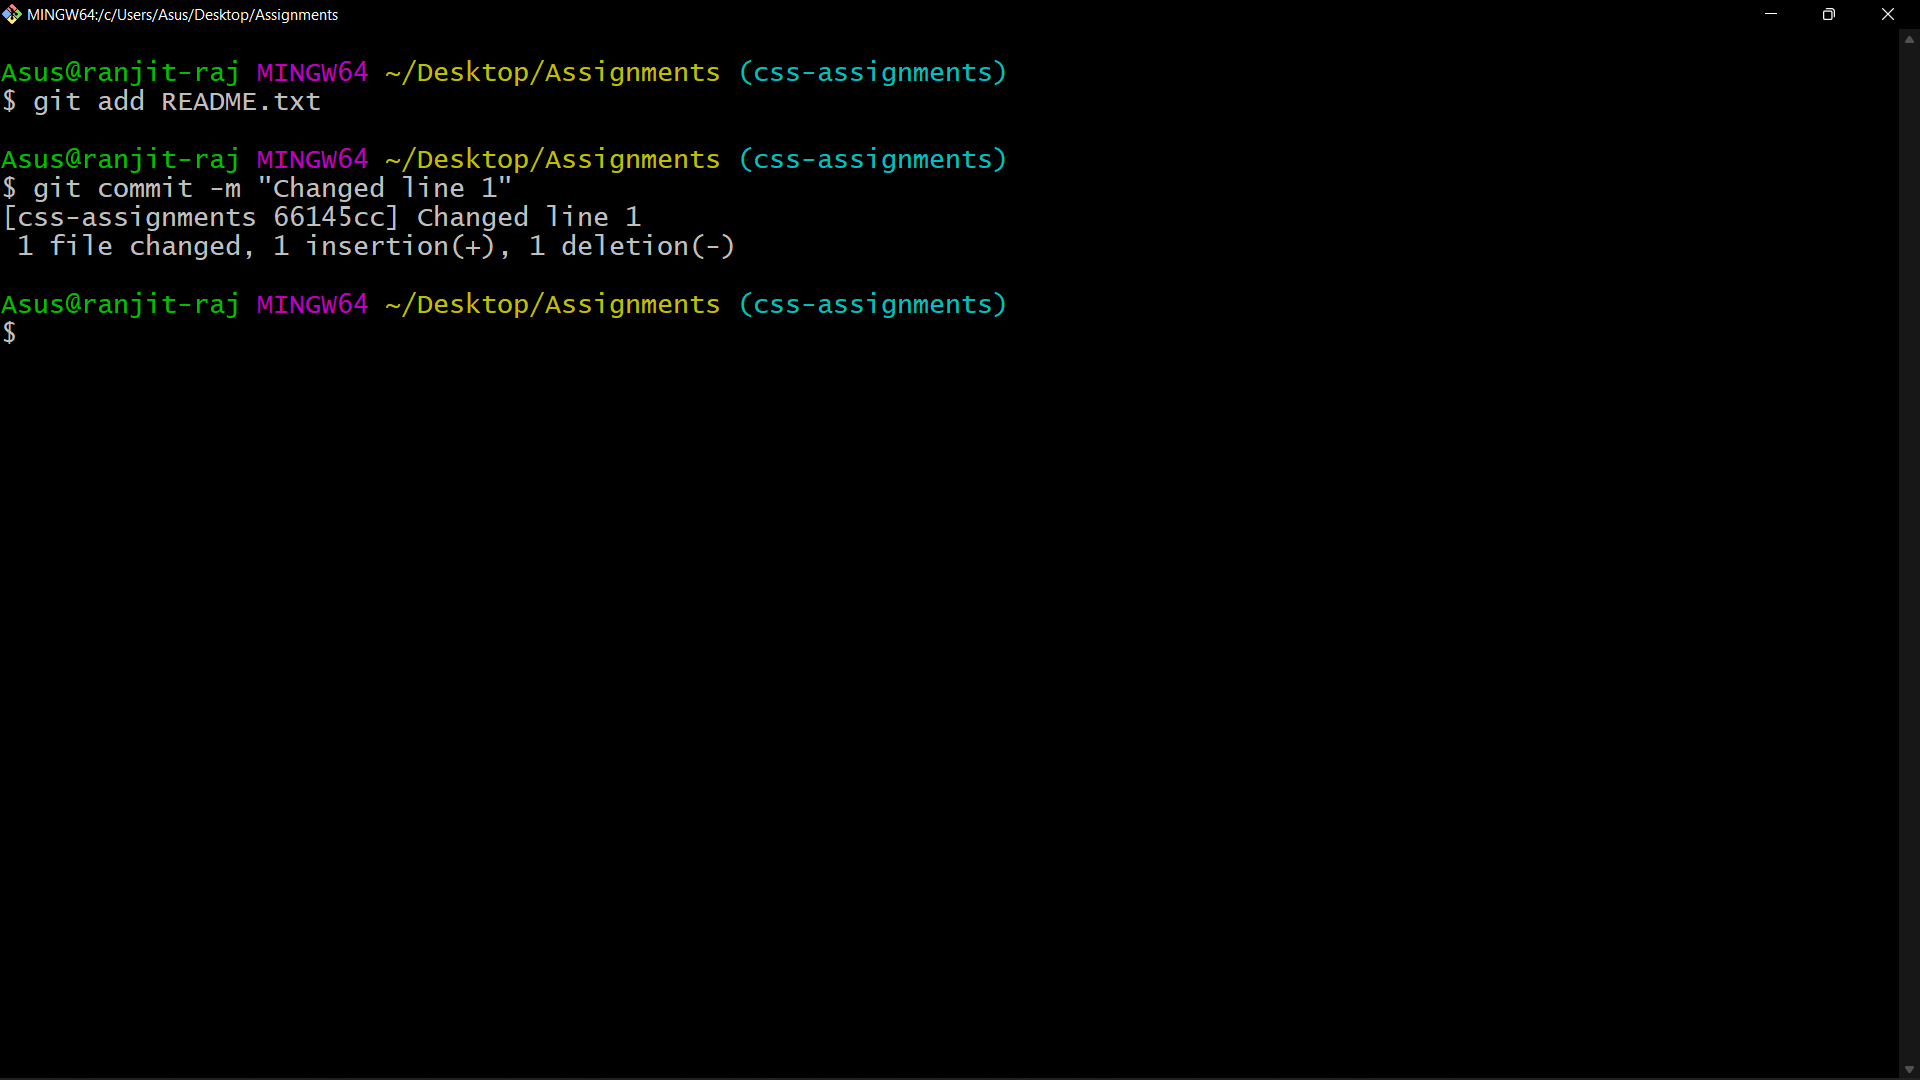 MINGW64:/c/Users/Asus/Desktop/Assignments
Asus@ranjit-raj MINGW64 ~/Desktop/Assignments (css-assignments)
$ git add README.txt
Asus@ranjit-raj MINGW64 ~/Desktop/Assignments (css-assignments)
$ git commit -m "Changed line 1"
[css-assignments 66145cc] Changed line 1
 1 file changed, 1 insertion(+), 1 deletion(-)
Asus@ranjit-raj MINGW64 ~/Desktop/Assignments (css-assignments)
$